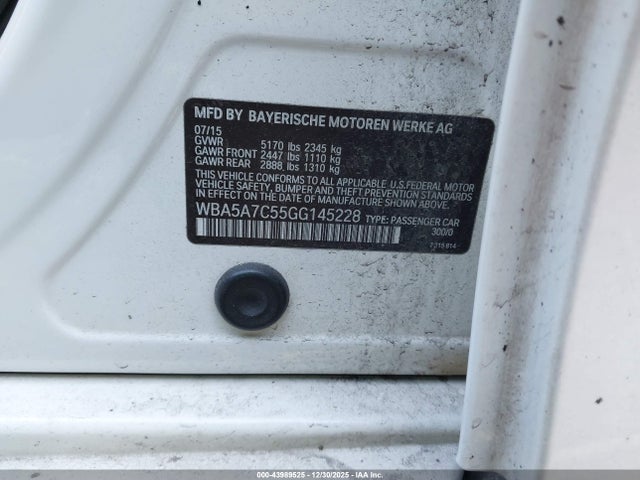 MFD BY BAYERISCHE MOTOREN WERKE AG
07/15
GVWR 5170 lbs 2345 kg
GAWR FRONT 2447 lbs 1110 kg
GAWR REAR 2888 lbs 1310 kg
THIS VEHICLE CONFORMS TO ALL APPLICABLE U.S. FEDERAL MOTOR
VEHICLE SAFETY, BUMPER AND THEFT PREVENTION STANDARDS IN
EFFECT ON THE DATE OF MANUFACTURE SHOWN ABOVE.
WBA5A7C55GG145228 TYPE: PASSENGER CAR
300/0
000-43989525 - 12/30/2025 - IAA Inc.